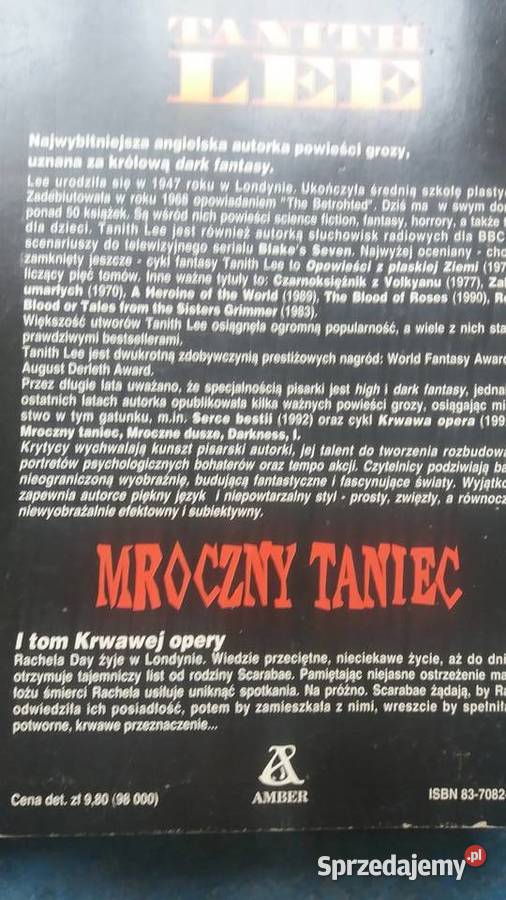 TANITH
LEE
Najwybitniejsza angielska autorka powieści grozy,
uznana za królową dark fantasy.
Lee urodziła się w 1947 roku w Londynie. Ukończyła średnią szkołę plasty
Zadebiutowała w roku 1968 opowiadaniem "The Betrothted". Dziś ma w swym do
ponad 50 książek. Są wśród nich powieści science fiction, fantasy, horrory, a także
dla dzieci. Tanith Lee jest również autorką słuchowisk radiowych dla BBC
scenariuszy do telewizyjnego serialu Blake's Seven. Najwyżej oceniany - cho
zamknięty jeszcze - cykl fantasy Tanith Lee to Opowieści z płaskiej Ziemi (197
liczący pięć tomów. Inne ważne tytuły to: Czarnoksiężnik z Volkyanu (1977), Za
umarłych (1970), A Heroine of the World (1989), The Blood of Roses (1990), R
Blood or Tales from the Sisters Grimmer (1983).
Większość utworów Tanith Lee osiągnęła ogromną popularność, a wiele z nich sta
prawdziwymi bestsellerami.
Tanith Lee jest dwukrotną zdobywczynią prestiżowych nagród: World Fantasy Awar
August Derleth Award.
Przez długie lata uważano, że specjalnością pisarki jest high i dark fantasy, jedna
ostatnich latach autorka opublikowała kilka ważnych powieści grozy, osiągając mi
stwo w tym gatunku, m.in. Serce bestii (1992) oraz cykl Krwawa opera (199
Mroczny taniec, Mroczne dusze, Darkness, I.
Krytycy wychwalają kunszt pisarski autorki, jej talent do tworzenia rozbudow
portretów psychologicznych bohaterów oraz tempo akcji. Czytelnicy podziwiają
nieograniczoną wyobraźnię, budującą fantastyczne i fascynujące światy. Wyjątko
zapewnia autorce piękny język i niepowtarzalny styl - prosty, zwięzły, a równocz
niewyobrażalnie efektowny i subiektywny.
MROCZNY TANIEC
I tom Krwawej opery
Rachela Day żyje w Londynie. Wiedzie przeciętne, nieciekawe życie, aż do dni
otrzymuje tajemniczy list od rodziny Scarabae. Pamiętając niejasne ostrzeżenie ma
łożu śmierci Rachela usiłuje uniknąć spotkania. Na próżno. Scarabae żądają, by Ra
odwiedziła ich posiadłość, potem by zamieszkała z nimi, wreszcie by spełnił
potworne, krwawe przeznaczenie...
AMBER
Cena det. zł 9,80 (98 000)
ISBN 83-7082-
Sprzedajemy.pl